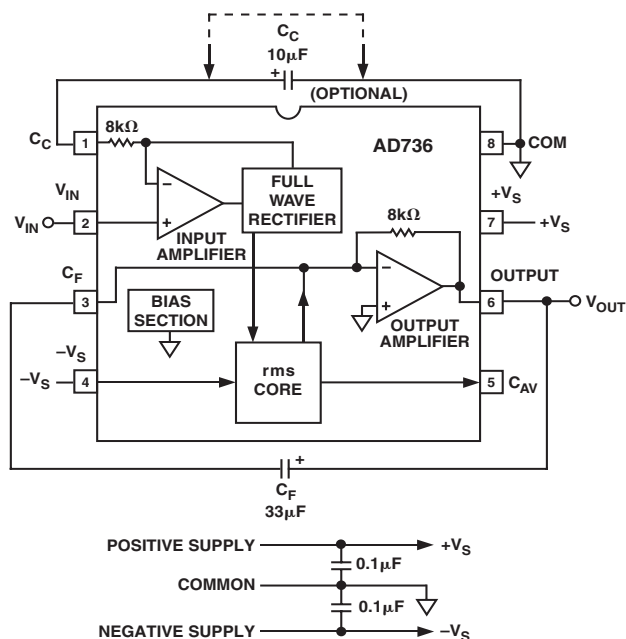 C_C
10µF
+
(OPTIONAL)
C_C
1
8kΩ
AD736
8
COM
V_IN
V_IN
2
−
+
INPUT
AMPLIFIER
FULL
WAVE
RECTIFIER
+V_S
7
+V_S
8kΩ
C_F
3
BIAS
SECTION
−
+
OUTPUT
AMPLIFIER
OUTPUT
6
V_OUT
−V_S
−V_S
4
rms
CORE
5
C_AV
+
C_F
33µF
POSITIVE SUPPLY
+V_S
0.1µF
COMMON
0.1µF
NEGATIVE SUPPLY
−V_S